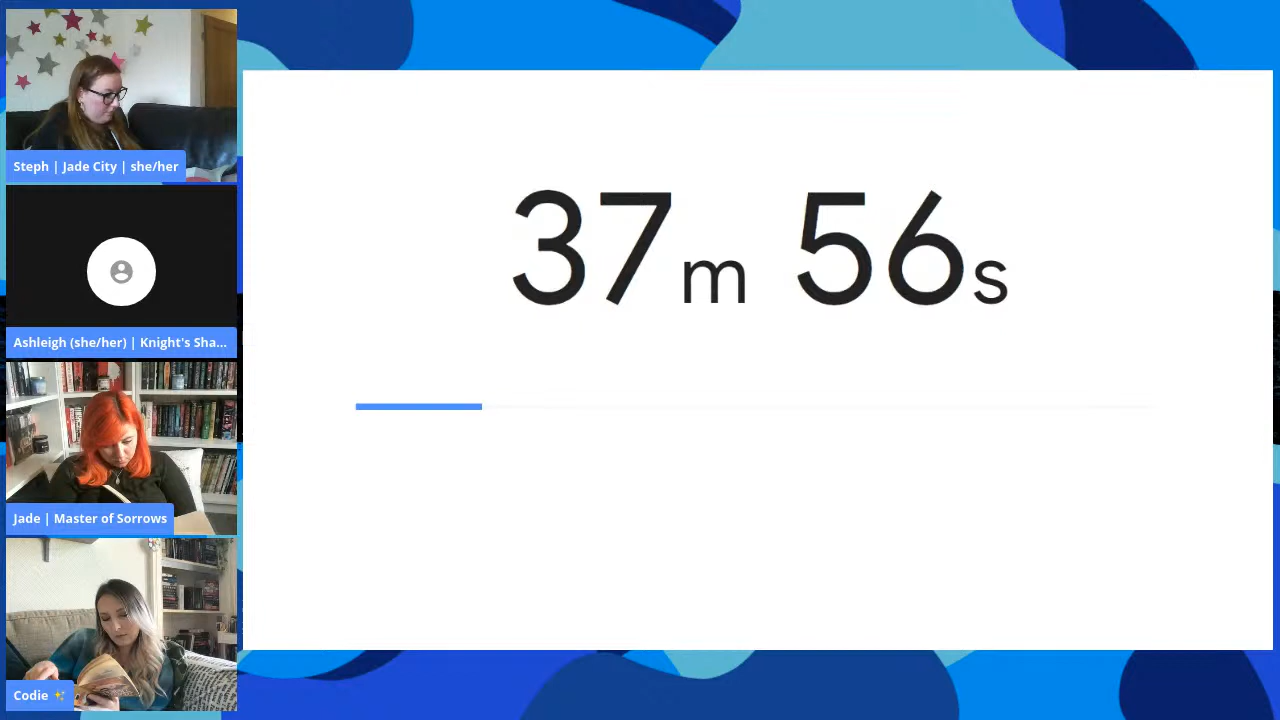 Steph | Jade City | she/her
37m 56s
Ashleigh (she/her) | Knight's Sha...
Jade | Master of Sorrows
Codie ✨